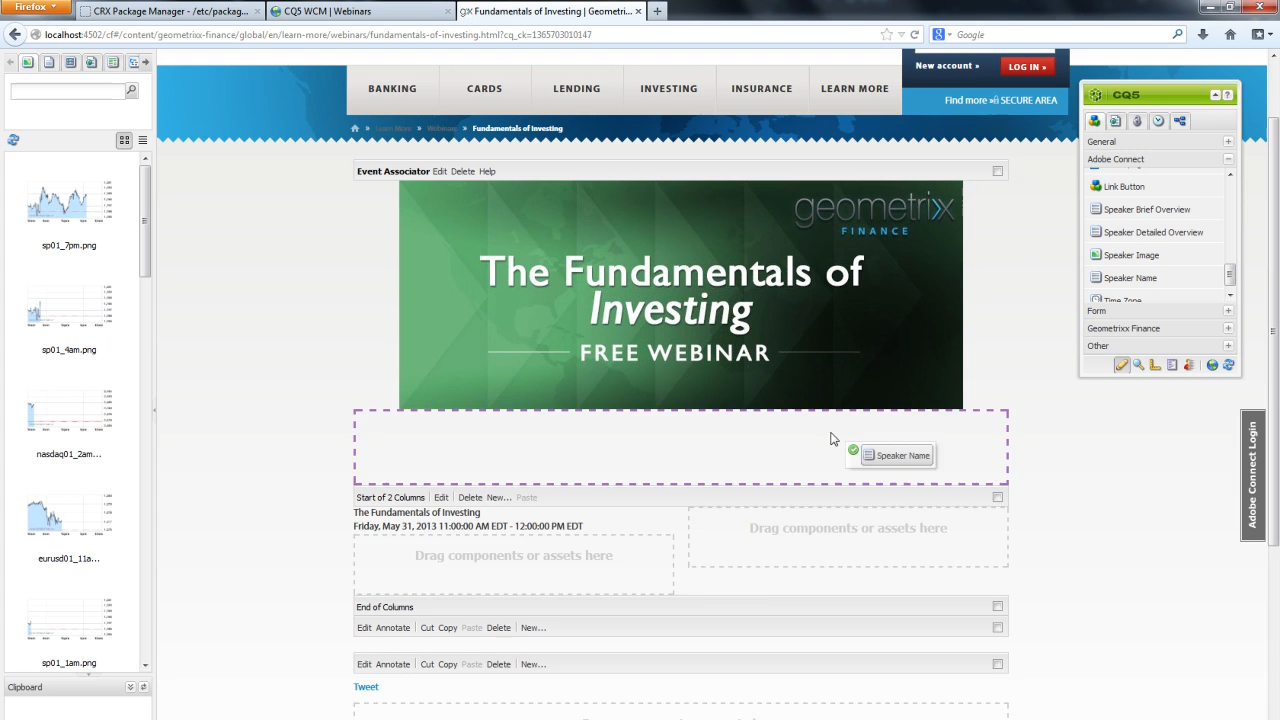 Firefox
CRX Package Manager - /etc/packag...
CQ5 WCM | Webinars
Fundamentals of Investing | Geometri...
localhost:4502/cf#/content/geometrixx-finance/global/en/learn-more/webinars/fundamentals-of-investing.html?cq_ck=1365703010147
Google
New account »
LOG IN »
BANKING
CARDS
LENDING
INVESTING
INSURANCE
LEARN MORE
Find more »
SECURE AREA
Learn More » Webinars » Fundamentals of Investing
Event Associator Edit Delete Help
geometrixx
FINANCE
The Fundamentals of
Investing
FREE WEBINAR
Speaker Name
Start of 2 Columns Edit Delete New... Paste
The Fundamentals of Investing
Friday, May 31, 2013 11:00:00 AM EDT - 12:00:00 PM EDT
Drag components or assets here
Drag components or assets here
End of Columns
Edit Annotate Cut Copy Paste Delete New...
Edit Annotate Cut Copy Paste Delete New...
Tweet
sp01_7pm.png
sp01_4am.png
nasdaq01_2am...
eurusd01_11a...
sp01_1am.png
Clipboard
CQ5
General
Adobe Connect
Link Button
Speaker Brief Overview
Speaker Detailed Overview
Speaker Image
Speaker Name
Time Zone
Form
Geometrixx Finance
Other
Adobe Connect Login